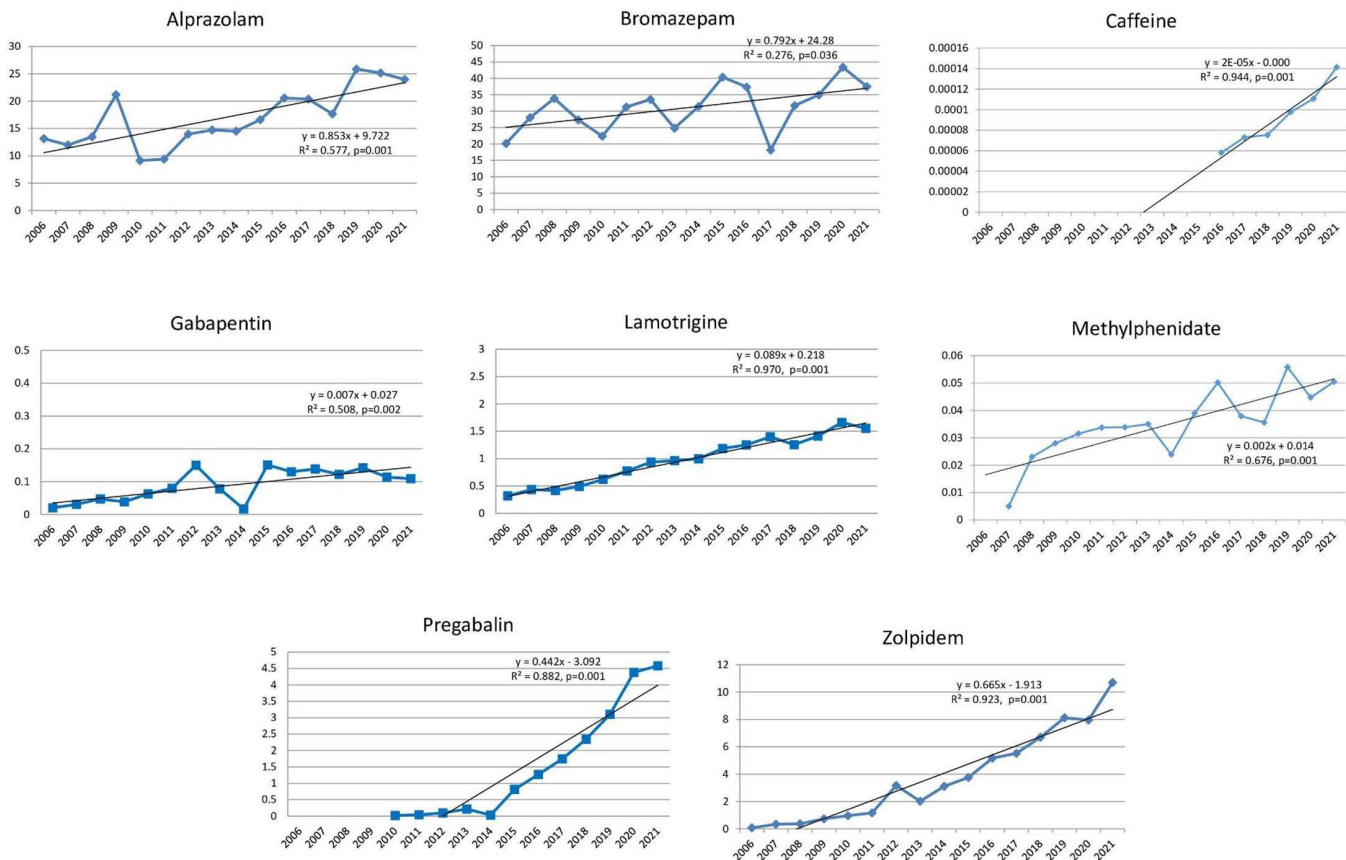 Alprazolam
30
25
20
15
10
5
0
y = 0.853x + 9.722
R² = 0.577, p=0.001
2006 2007 2008 2009 2010 2011 2012 2013 2014 2015 2016 2017 2018 2019 2020 2021
Bromazepam
50
45
40
35
30
25
20
15
10
5
0
y = 0.792x + 24.28
R² = 0.276, p=0.036
2006 2007 2008 2009 2010 2011 2012 2013 2014 2015 2016 2017 2018 2019 2020 2021
Caffeine
0.00016
0.00014
0.00012
0.0001
0.00008
0.00006
0.00004
0.00002
0
y = 2E-05x - 0.000
R² = 0.944, p=0.001
2006 2007 2008 2009 2010 2011 2012 2013 2014 2015 2016 2017 2018 2019 2020 2021
Gabapentin
0.5
0.4
0.3
0.2
0.1
0
y = 0.007x + 0.027
R² = 0.508, p=0.002
2006 2007 2008 2009 2010 2011 2012 2013 2014 2015 2016 2017 2018 2019 2020 2021
Lamotrigine
3
2.5
2
1.5
1
0.5
0
y = 0.089x + 0.218
R² = 0.970, p=0.001
2006 2007 2008 2009 2010 2011 2012 2013 2014 2015 2016 2017 2018 2019 2020 2021
Methylphenidate
0.06
0.05
0.04
0.03
0.02
0.01
0
y = 0.002x + 0.014
R² = 0.676, p=0.001
2006 2007 2008 2009 2010 2011 2012 2013 2014 2015 2016 2017 2018 2019 2020 2021
Pregabalin
5
4.5
4
3.5
3
2.5
2
1.5
1
0.5
0
y = 0.442x - 3.092
R² = 0.882, p=0.001
2006 2007 2008 2009 2010 2011 2012 2013 2014 2015 2016 2017 2018 2019 2020 2021
Zolpidem
12
10
8
6
4
2
0
y = 0.665x - 1.913
R² = 0.923, p=0.001
2006 2007 2008 2009 2010 2011 2012 2013 2014 2015 2016 2017 2018 2019 2020 2021